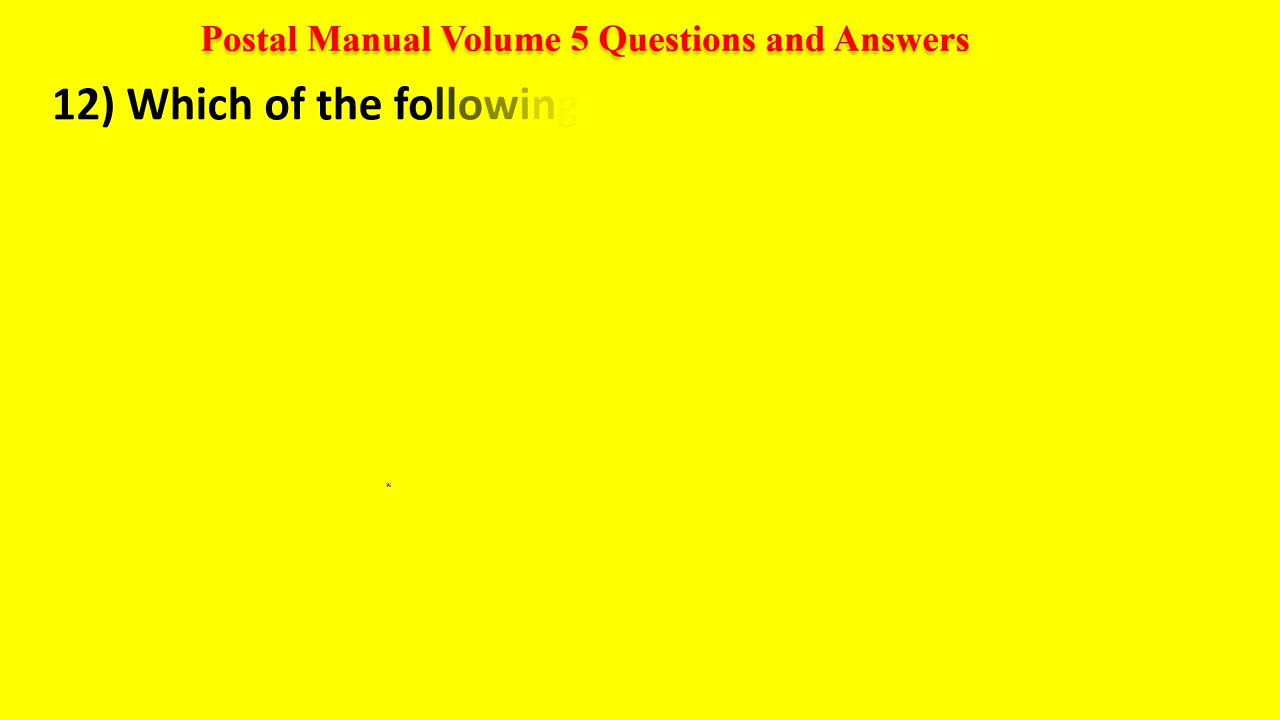 Postal Manual Volume 5 Questions and Answers
12) Which of the following